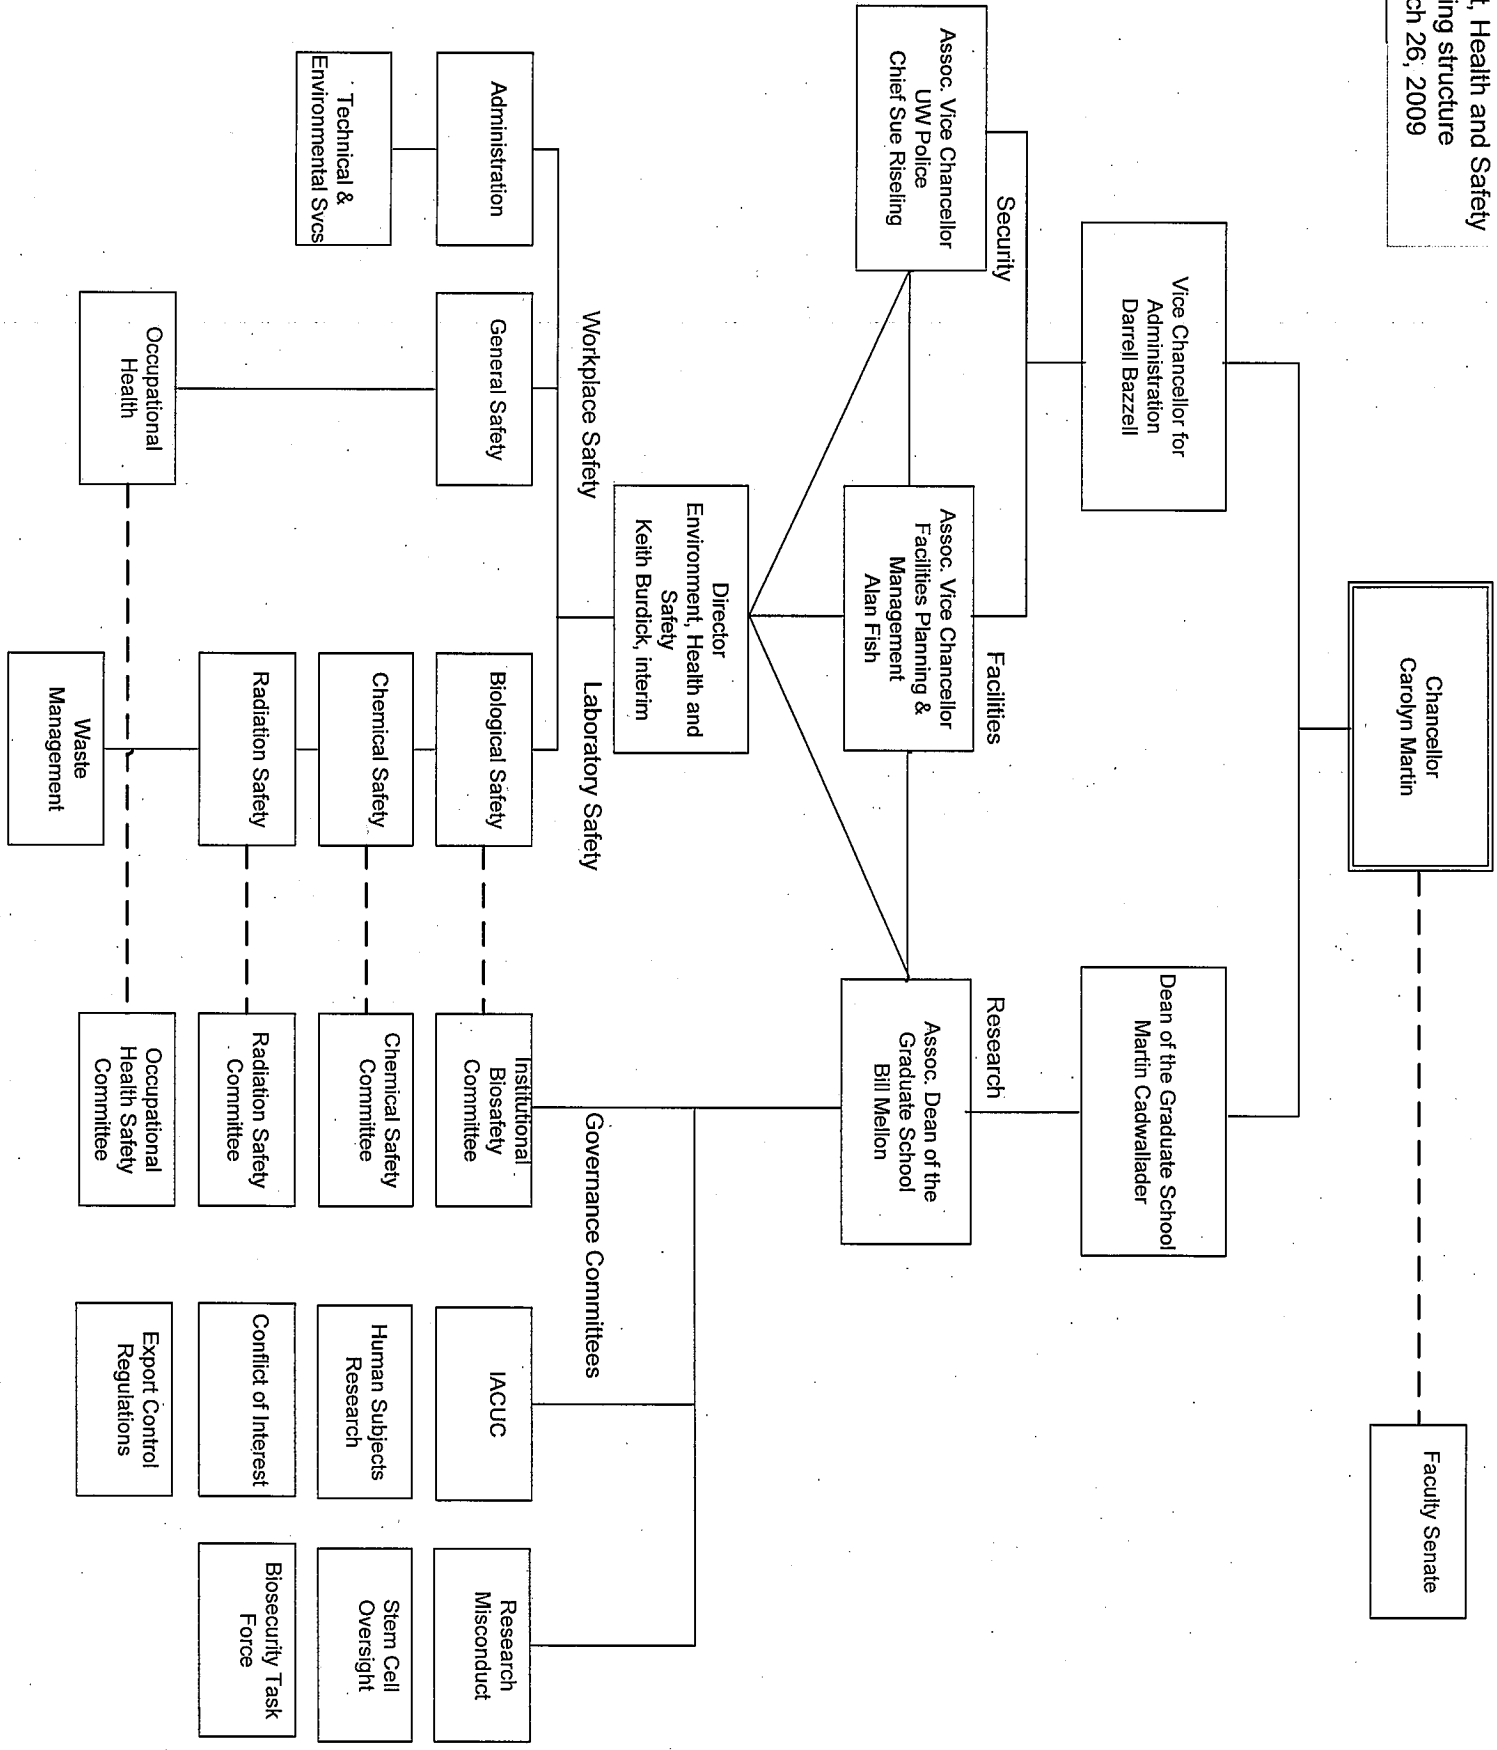 t, Health and Safety
ing structure
ch 26, 2009
Chancellor
Carolyn Martin
Faculty Senate
Vice Chancellor for
Administration
Darrell Bazzell
Dean of the Graduate School
Martin Cadwallader
Security
Facilities
Research
Assoc. Vice Chancellor
UW Police
Chief Sue Riseling
Assoc. Vice Chancellor
Facilities Planning &
Management
Alan Fish
Assoc. Dean of the
Graduate School
Bill Mellon
Director
Environment, Health and
Safety
Keith Burdick, interim
Workplace Safety
Laboratory Safety
Governance Committees
Administration
General Safety
Biological Safety
Institutional
Biosafety
Committee
IACUC
Research
Misconduct
Technical &
Environmental Svcs
Chemical Safety
Chemical Safety
Committee
Human Subjects
Research
Stem Cell
Oversight
Radiation Safety
Radiation Safety
Committee
Conflict of Interest
Biosecurity Task
Force
Occupational
Health
Occupational
Health Safety
Committee
Export Control
Regulations
Waste
Management